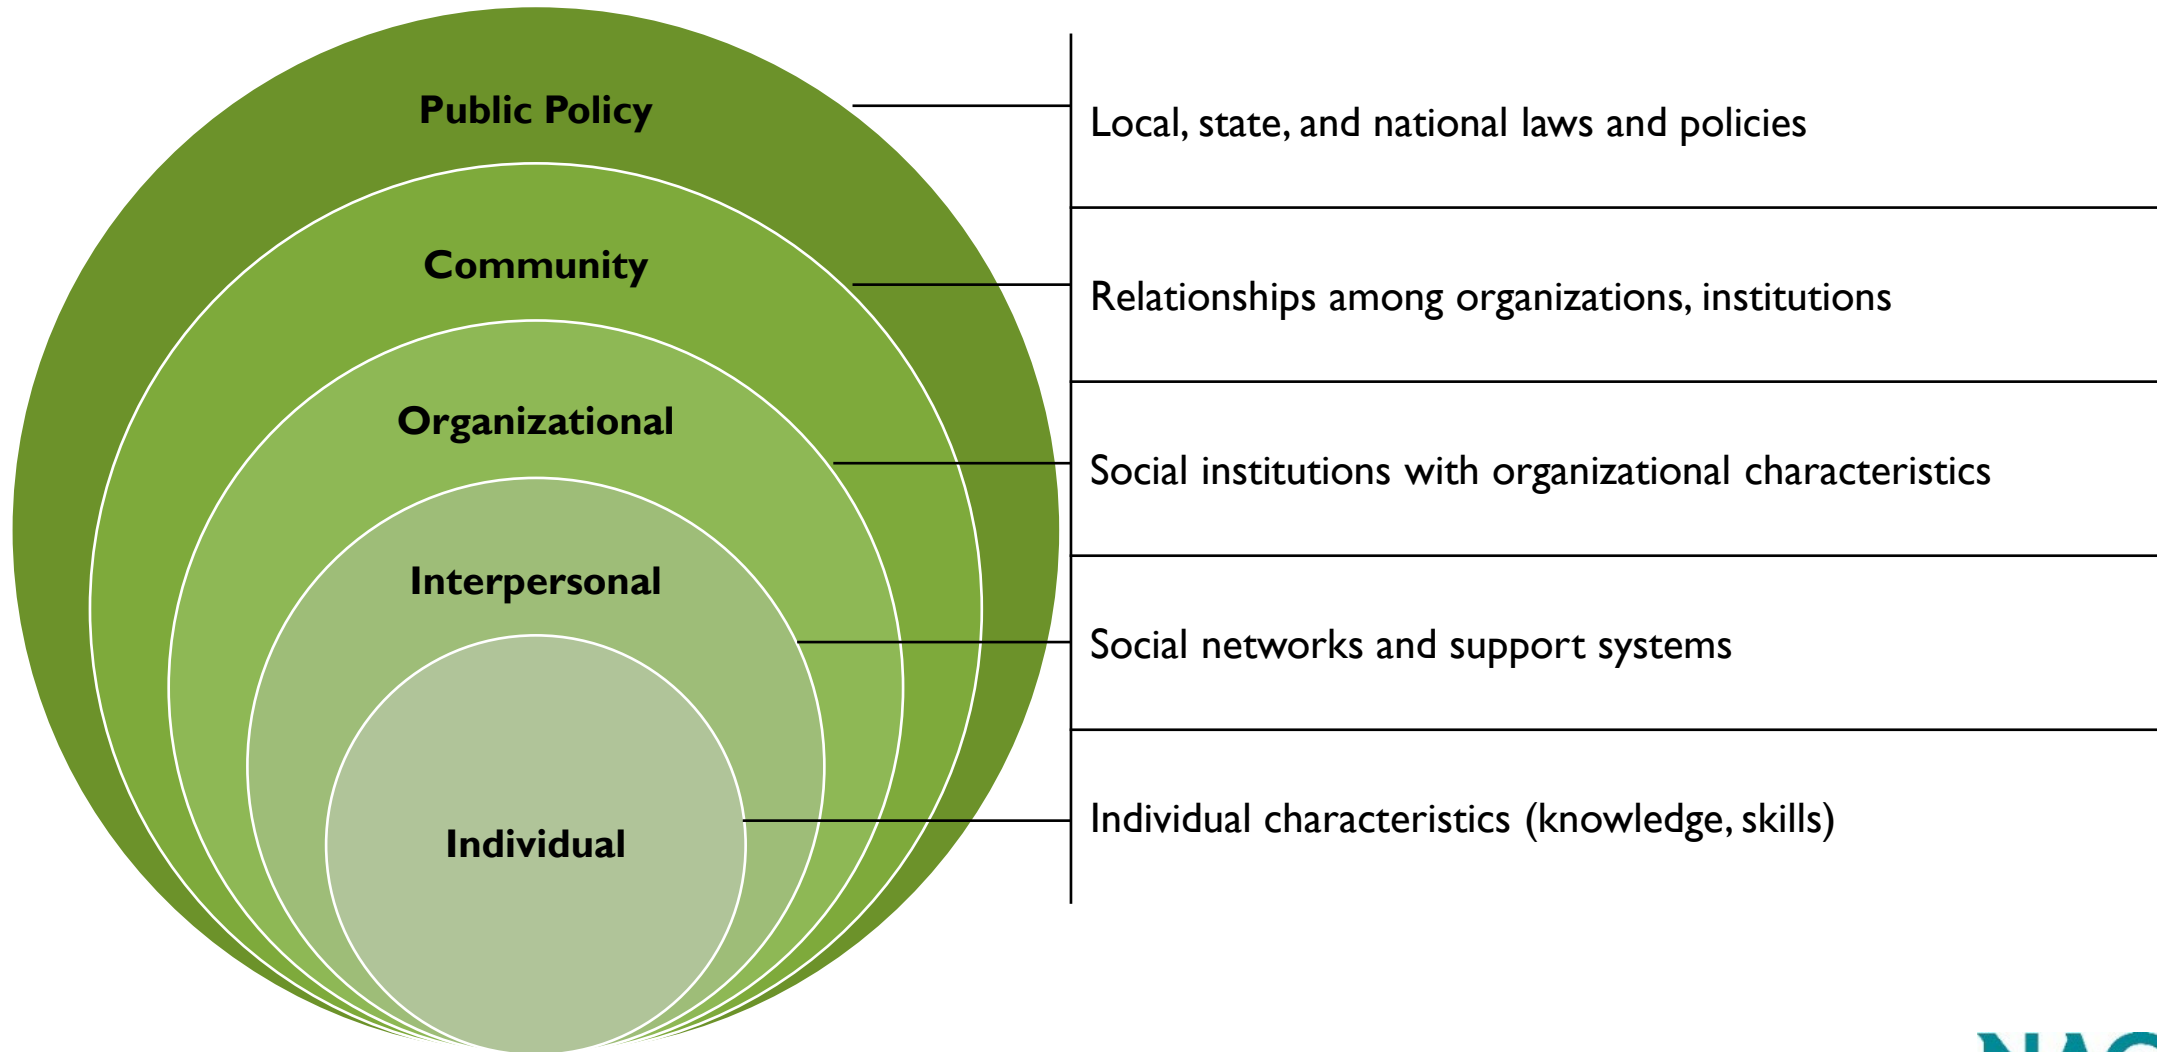 Public Policy
Local, state, and national laws and policies
Community
Relationships among organizations, institutions
Organizational
Social institutions with organizational characteristics
Interpersonal
Social networks and support systems
Individual
Individual characteristics (knowledge, skills)